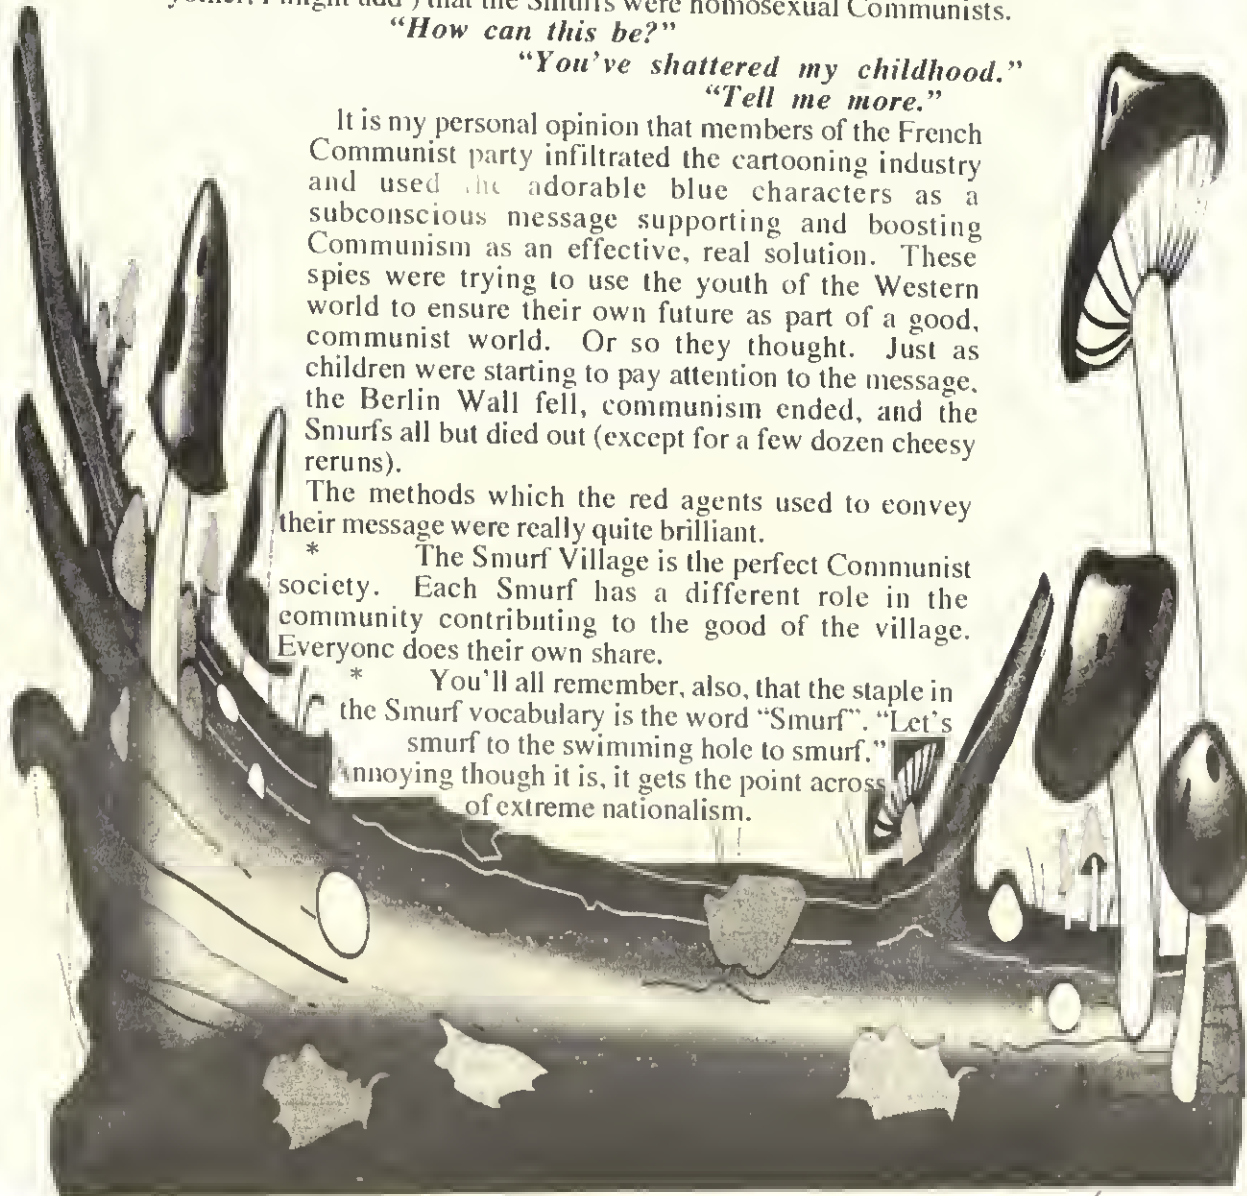 I might add ) that the Smurfs were homosexual Communists.
“How can this be?”
“You’ve shattered my childhood.”
“Tell me more.”
It is my personal opinion that members of the French
Communist party infiltrated the cartooning industry
and used the adorable blue characters as a
subconscious message supporting and boosting
Communism as an effective, real solution. These
spies were trying to use the youth of the Western
world to ensure their own future as part of a good,
communist world. Or so they thought. Just as
children were starting to pay attention to the message,
the Berlin Wall fell, communism ended, and the
Smurfs all but died out (except for a few dozen cheesy
reruns).
The methods which the red agents used to convey
their message were really quite brilliant.
* The Smurf Village is the perfect Communist
society. Each Smurf has a different role in the
community contributing to the good of the village.
Everyone does their own share.
* You’ll all remember, also, that the staple in
the Smurf vocabulary is the word “Smurf”. “Let’s
smurf to the swimming hole to smurf.”
Annoying though it is, it gets the point across
of extreme nationalism.